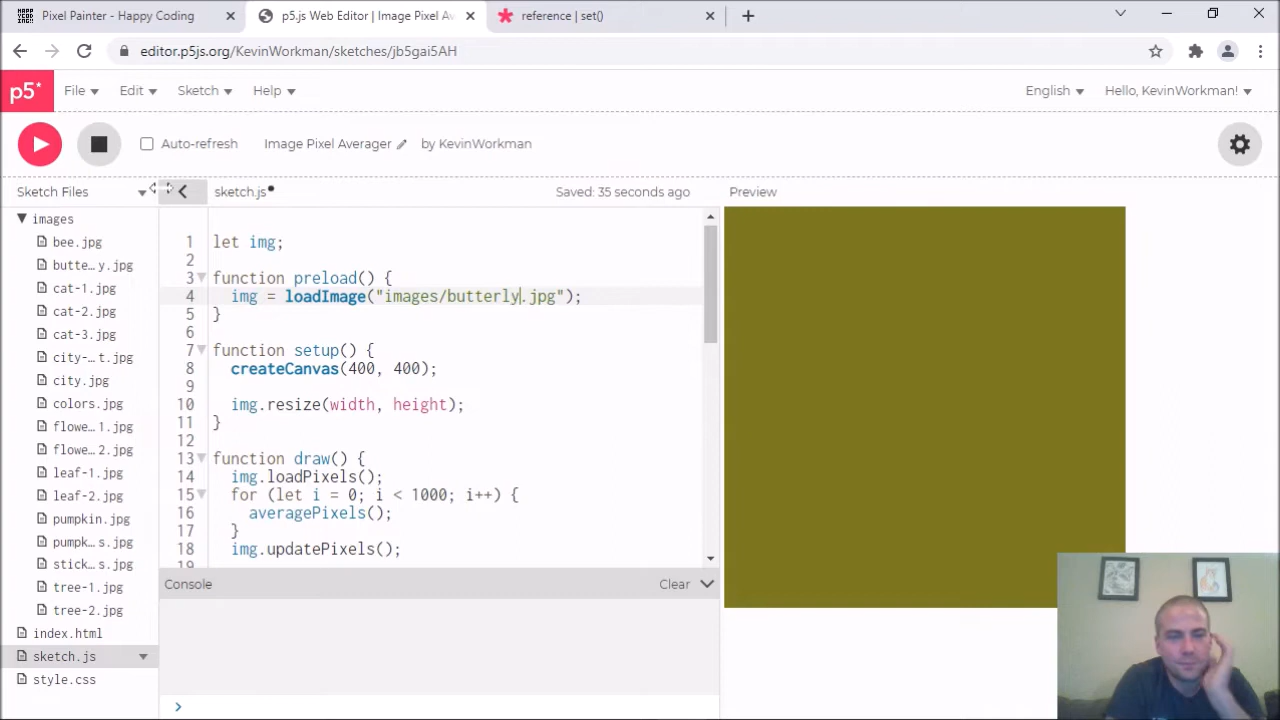 Pixel Painter - Happy Coding
p5.js Web Editor | Image Pixel Av
reference | set()
editor.p5js.org/KevinWorkman/sketches/jb5gai5AH
p5*
File
Edit
Sketch
Help
English
Hello, KevinWorkman!
Auto-refresh
Image Pixel Averager
by KevinWorkman
Sketch Files
sketch.js
Saved: 35 seconds ago
Preview
images
bee.jpg
butte…y.jpg
cat-1.jpg
cat-2.jpg
cat-3.jpg
city-…t.jpg
city.jpg
colors.jpg
flowe…1.jpg
flowe…2.jpg
leaf-1.jpg
leaf-2.jpg
pumpkin.jpg
pumpk…s.jpg
stick…s.jpg
tree-1.jpg
tree-2.jpg
index.html
sketch.js
style.css
1 let img;
2
3 function preload() {
4 img = loadImage("images/butterly.jpg");
5 }
6
7 function setup() {
8 createCanvas(400, 400);
9
10 img.resize(width, height);
11 }
12
13 function draw() {
14 img.loadPixels();
15 for (let i = 0; i < 1000; i++) {
16 averagePixels();
17 }
18 img.updatePixels();
19
Console
Clear
>